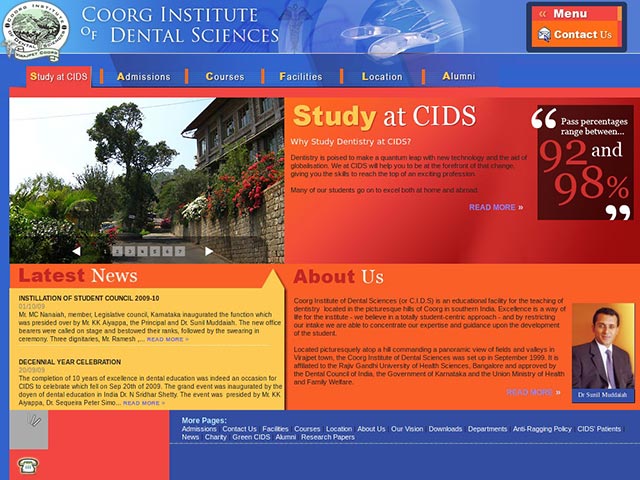 Coorg Institute
Of Dental Sciences
« Menu
Contact Us
Study at CIDS
Admissions
Courses
Facilities
Location
Alumni
Study at CIDS
Why Study Dentistry at CIDS?
Dentistry is poised to make a quantum leap with new technology and the aid of
globalisation. We at CIDS will help you to be at the forefront of that change,
giving you the skills to reach the top of an exciting profession.
Many of our students go on to excel both at home and abroad.
READ MORE »
“ Pass percentages
range between...
92 and
98% ”
Latest News
INSTILLATION OF STUDENT COUNCIL 2009-10
01/10/09
Mr. MC Nanaiah, member, Legislative council, Karnataka inaugurated the function which
was presided over by Mr. KK Aiyappa, the Principal and Dr. Sunil Muddaiah. The new office
bearers were called on stage and bestowed their ranks, followed by the swearing in
ceremony. Three dignitaries, Mr. Ramesh ,... READ MORE »
DECENNIAL YEAR CELEBRATION
20/09/09
The completion of 10 years of excellence in dental education was indeed an occasion for
CIDS to celebrate which fell on Sep 20th of 2009. The grand event was inaugurated by the
doyen of dental education in India Dr. N Sridhar Shetty. The event was presided by Mr. KK
Aiyappa, Dr. Sequeira Peter Simo... READ MORE »
About Us
Coorg Institute of Dental Sciences (or C.I.D.S) is an educational facility for the teaching of
dentistry located in the picturesque hills of Coorg in southern India. Excellence is a way of
life for the institute - we believe in a totally student-centric approach - and by restricting
our intake we are able to concentrate our expertise and guidance upon the development
of the student.
Located picturesquely atop a hill commanding a panoramic view of fields and valleys in
Virajpet town, the Coorg Institute of Dental Sciences was set up in September 1999. It is
affiliated to the Rajiv Gandhi University of Health Sciences, Bangalore and approved by
the Dental Council of India, the Government of Karnataka and the Union Ministry of Health
and Family Welfare.
READ MORE »
Dr Sunil Muddaiah
More Pages:
Admissions | Contact Us | Facilities | Courses | Location | About Us | Our Vision | Downloads | Departments | Anti-Ragging Policy | CIDS' Patients |
News | Charity | Green CIDS | Alumni | Research Papers